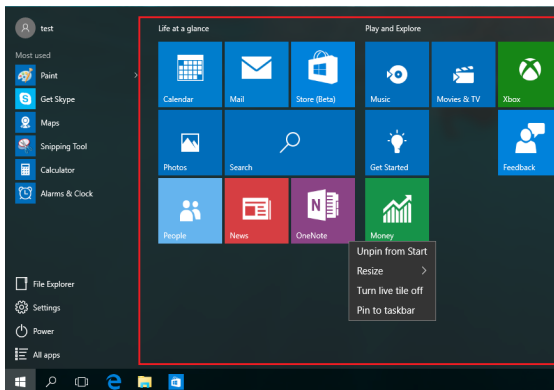 test
Most used
Paint
Get Skype
Maps
Snipping Tool
Calculator
Alarms & Clock
File Explorer
Settings
Power
All apps
Life at a glance
Play and Explore
Calendar
Mail
Store (Beta)
Music
Movies & TV
Xbox
Photos
Search
Get Started
Feedback
People
News
OneNote
Money
Unpin from Start
Resize
Turn live tile off
Pin to taskbar